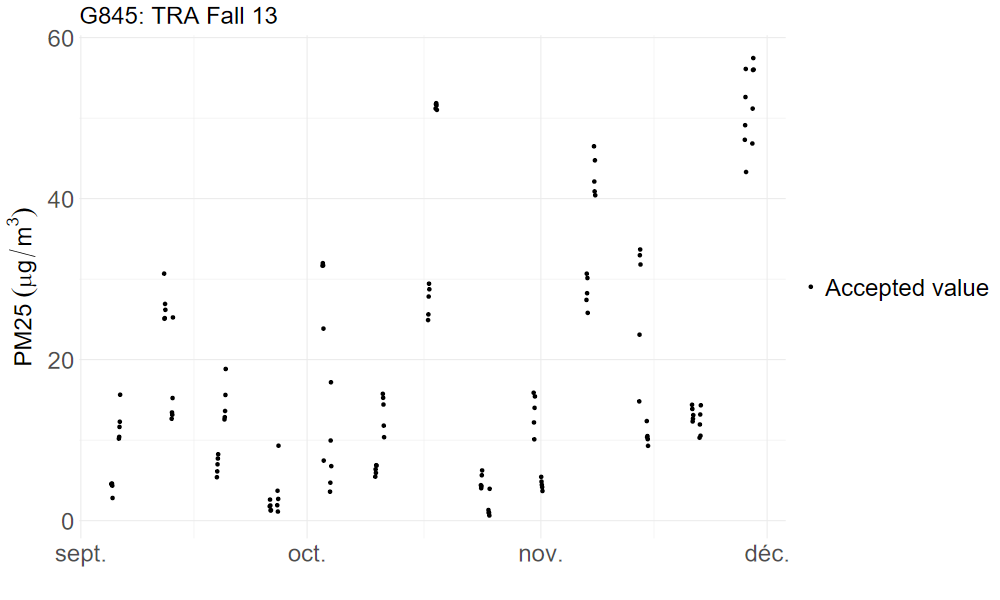 G845: TRA Fall 13
60
40
20
0
PM25 (μg/m³)
sept.
oct.
nov.
déc.
Accepted value